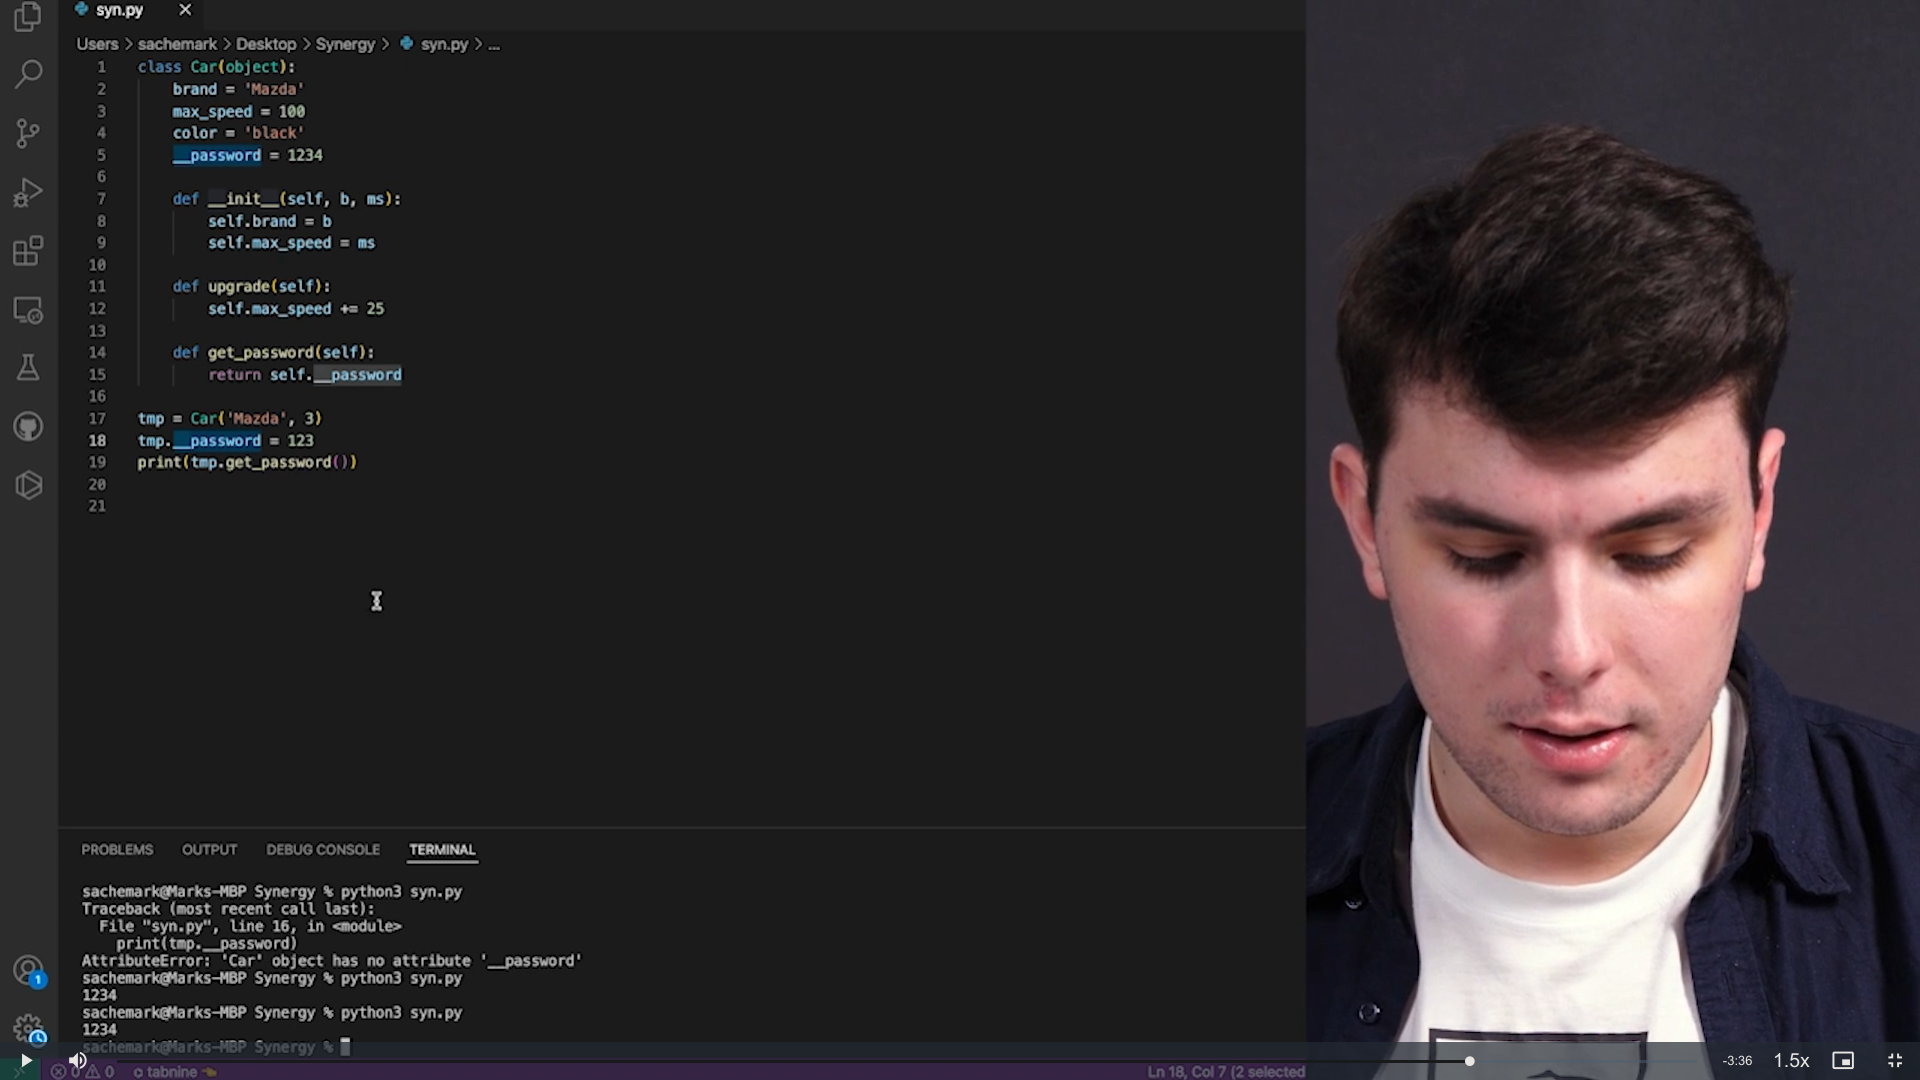 syn.py
Users > sachemark > Desktop > Synergy > syn.py > ...
1 class Car(object):
2 brand = 'Mazda'
3 max_speed = 100
4 color = 'black'
5 __password = 1234
6
7 def __init__(self, b, ms):
8 self.brand = b
9 self.max_speed = ms
10
11 def upgrade(self):
12 self.max_speed += 25
13
14 def get_password(self):
15 return self.__password
16
17 tmp = Car('Mazda', 3)
18 tmp.__password = 123
19 print(tmp.get_password())
20
21
PROBLEMS OUTPUT DEBUG CONSOLE TERMINAL
sachemark@Marks-MBP Synergy % python3 syn.py
Traceback (most recent call last):
File "syn.py", line 16, in <module>
print(tmp.__password)
AttributeError: 'Car' object has no attribute '__password'
sachemark@Marks-MBP Synergy % python3 syn.py
1234
sachemark@Marks-MBP Synergy % python3 syn.py
1234
sachemark@Marks-MBP Synergy %
1
-3:36 1.5x
0 0 tabnine Ln 18, Col 7 (2 selected